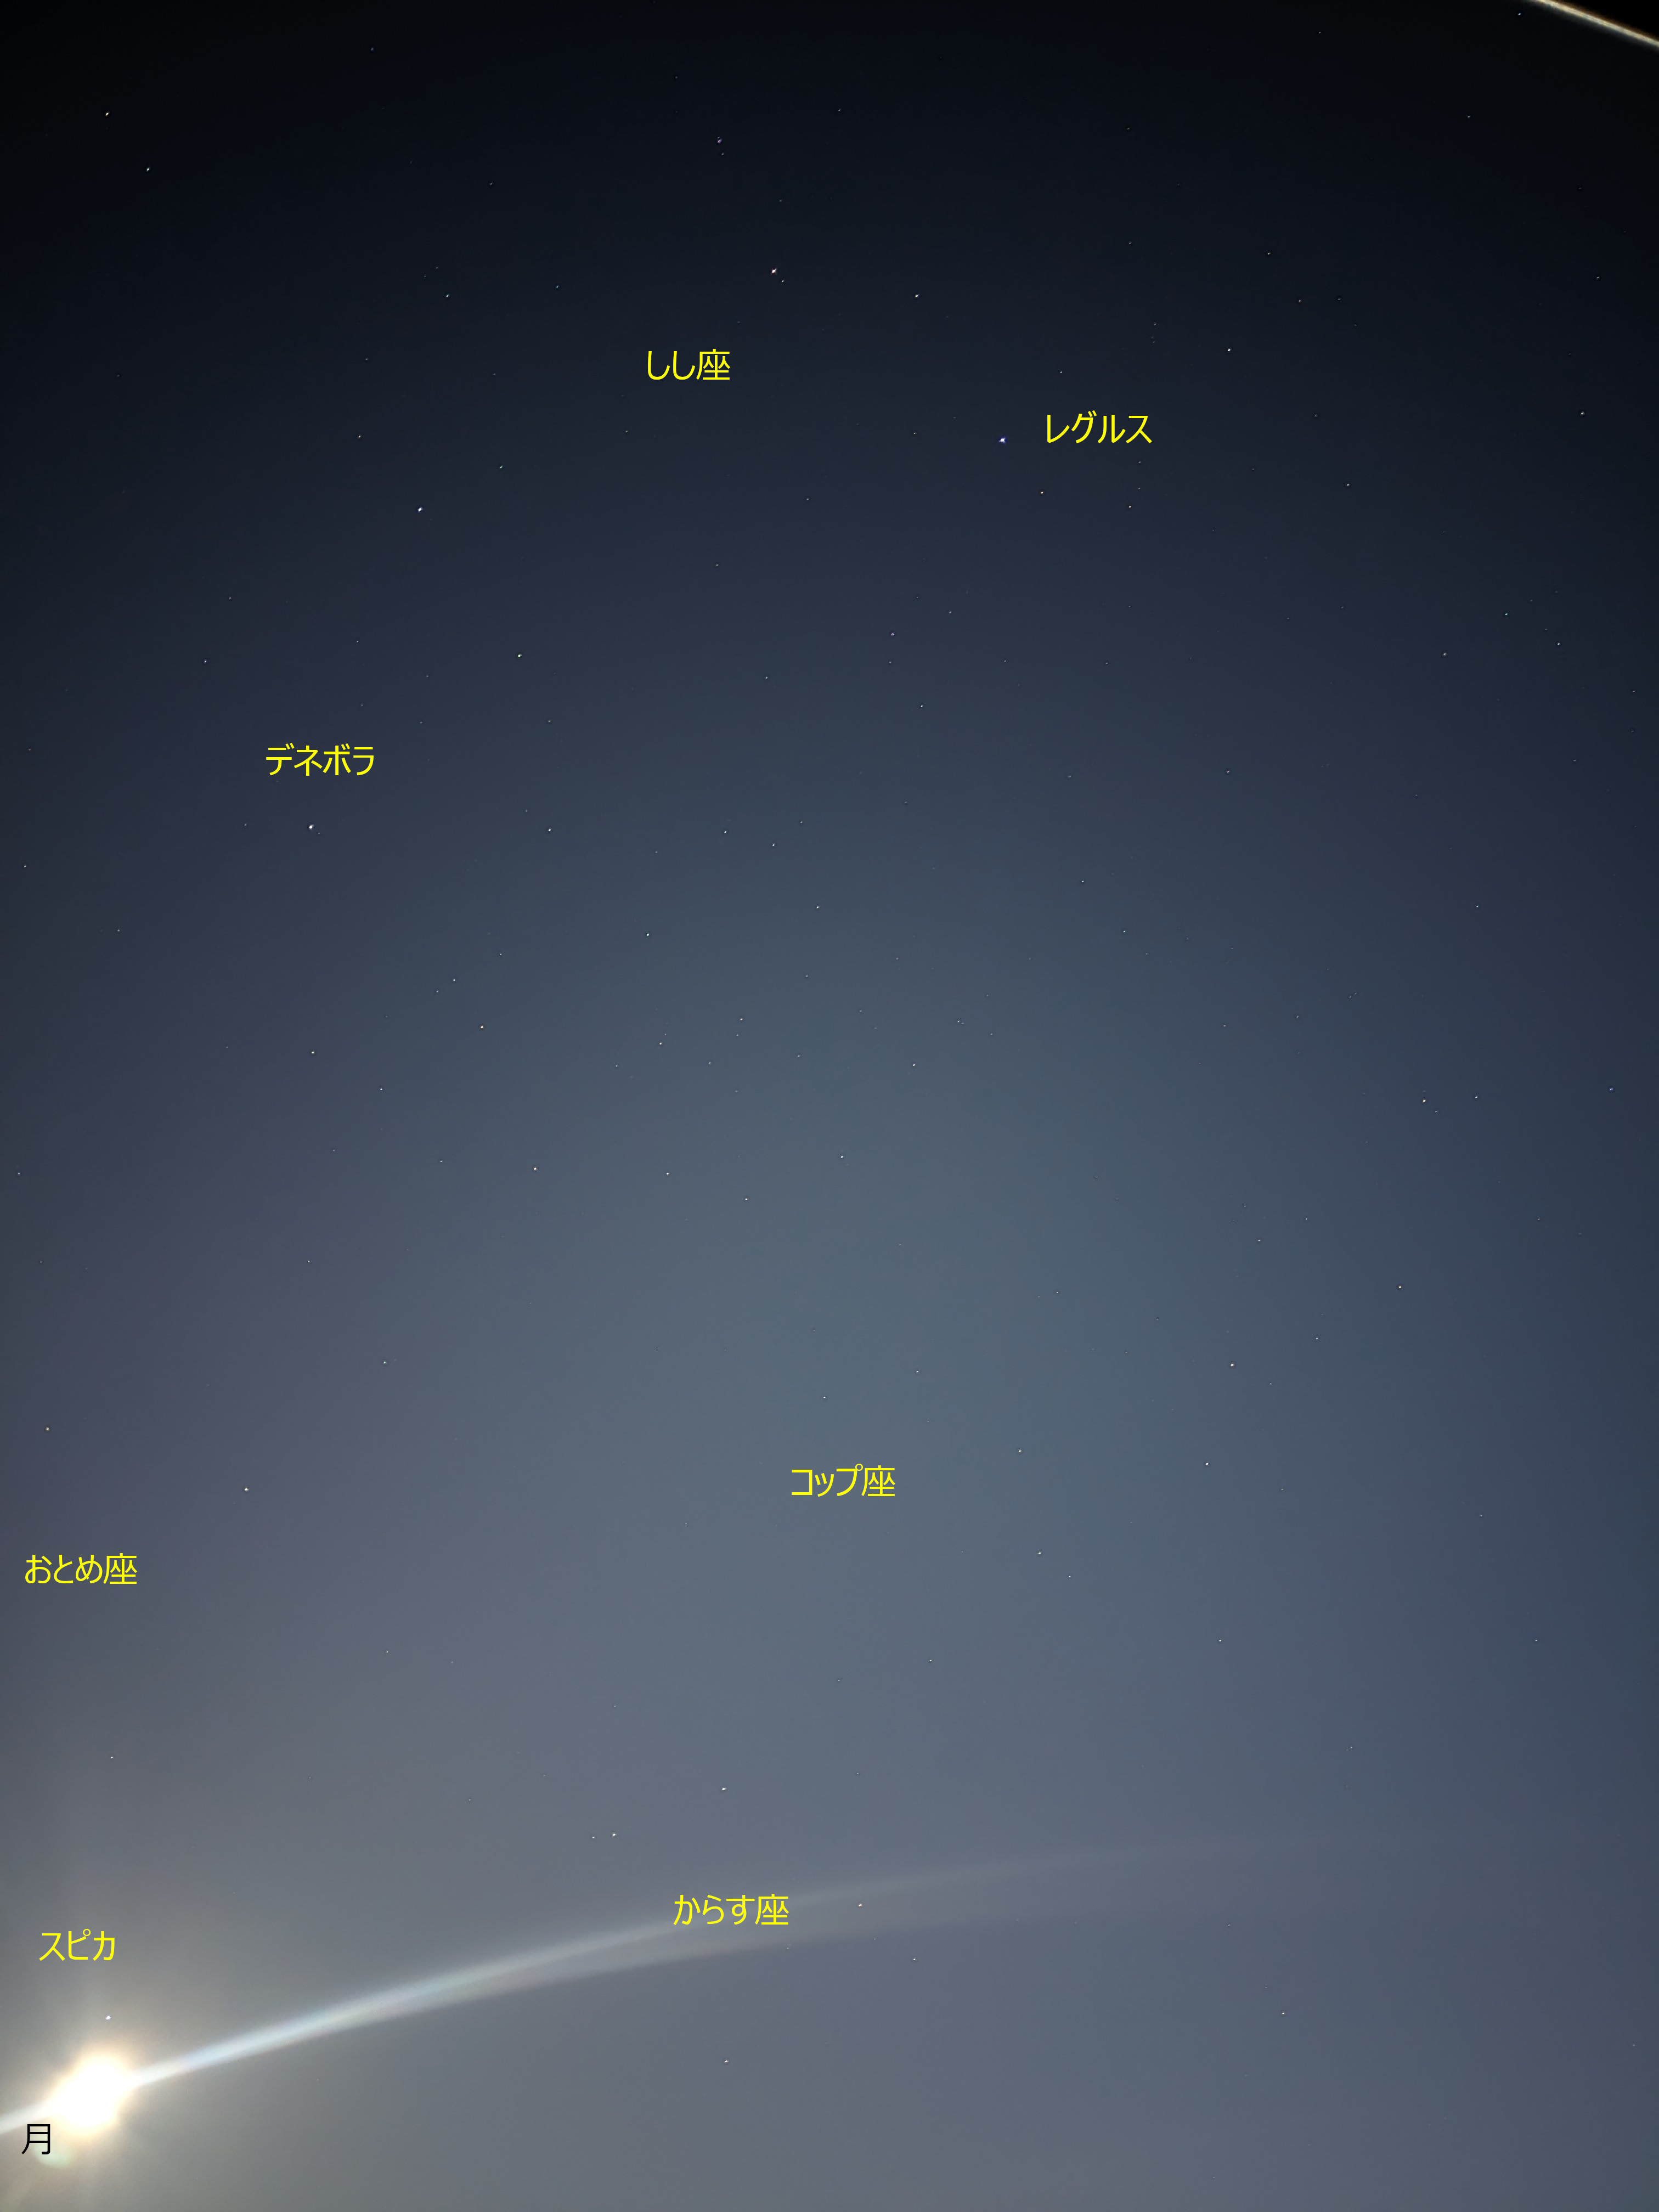 しし座
レグルス
デネボラ
コップ座
おとめ座
からす座
スピカ
月